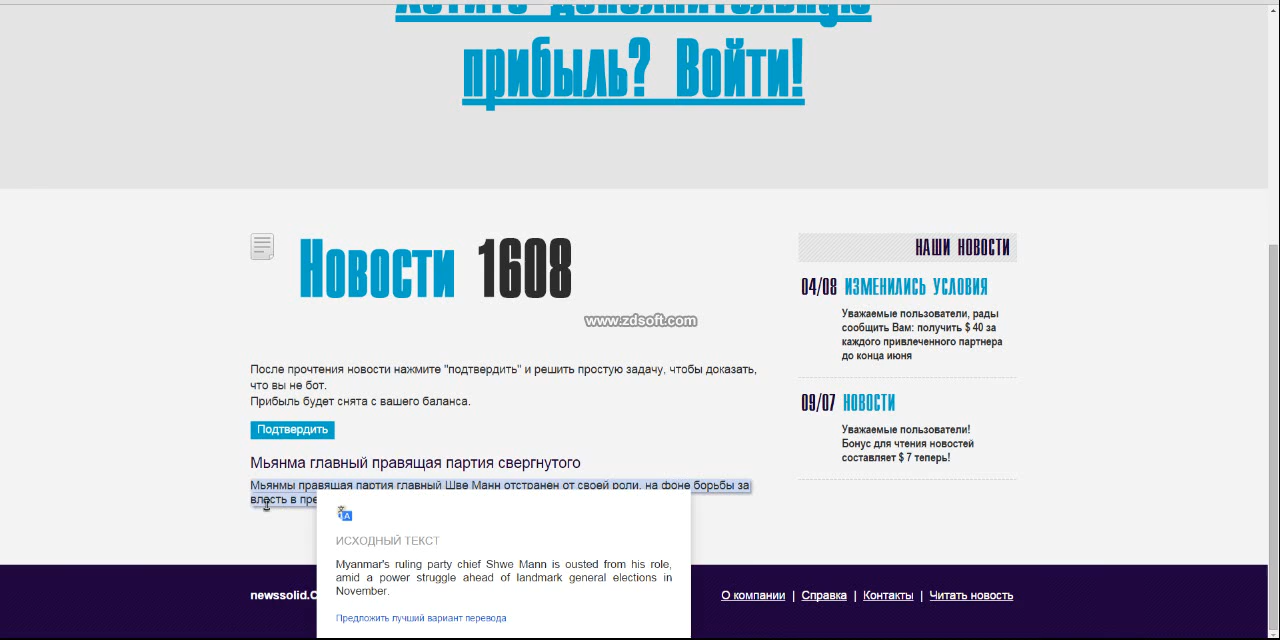 Хотите дополнительную
прибыль? Войти!
Новости 1608
www.zdsoft.com
После прочтения новости нажмите "подтвердить" и решить простую задачу, чтобы доказать,
что вы не бот.
Прибыль будет снята с вашего баланса.
Подтвердить
Мьянма главный правящая партия свергнутого
Мьянмы правящая партия главный Шве Манн отстранен от своей роли, на фоне борьбы за
власть в пре
ИСХОДНЫЙ ТЕКСТ
Myanmar's ruling party chief Shwe Mann is ousted from his role,
amid a power struggle ahead of landmark general elections in
November.
Предложить лучший вариант перевода
НАШИ НОВОСТИ
04/08 ИЗМЕНИЛИСЬ УСЛОВИЯ
Уважаемые пользователи, рады
сообщить Вам: получить $ 40 за
каждого привлеченного партнера
до конца июня
09/07 НОВОСТИ
Уважаемые пользователи!
Бонус для чтения новостей
составляет $ 7 теперь!
newssolid.C
О компании | Справка | Контакты | Читать новость